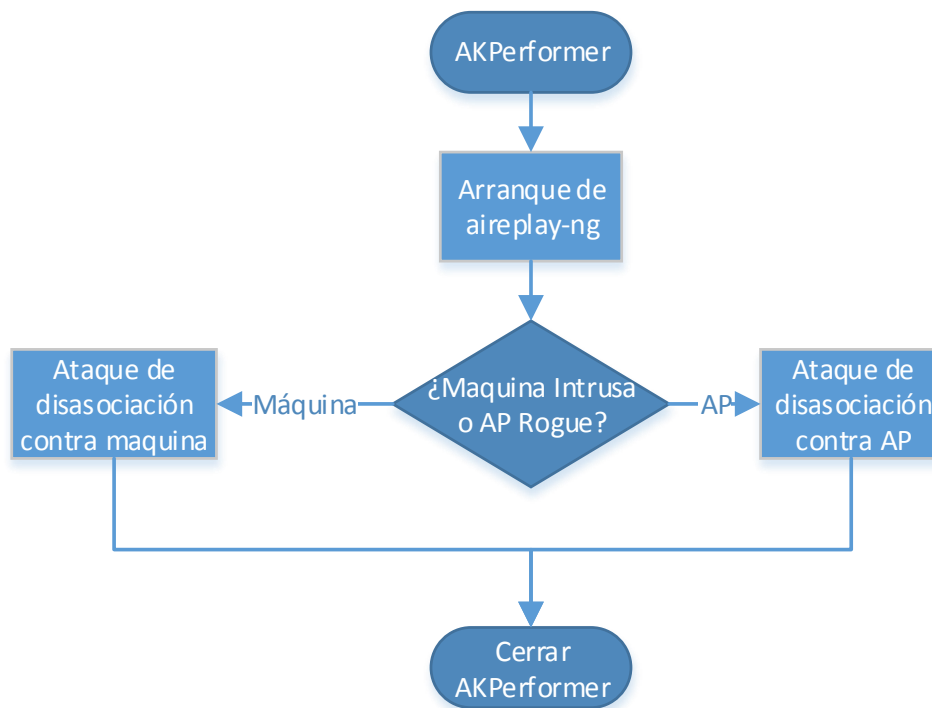 AKPerformer
Arranque de
aireplay-ng
¿Maquina Intrusa
o AP Rogue?
Máquina
AP
Ataque de
disasociación
contra maquina
Ataque de
disasociación
contra AP
Cerrar
AKPerformer